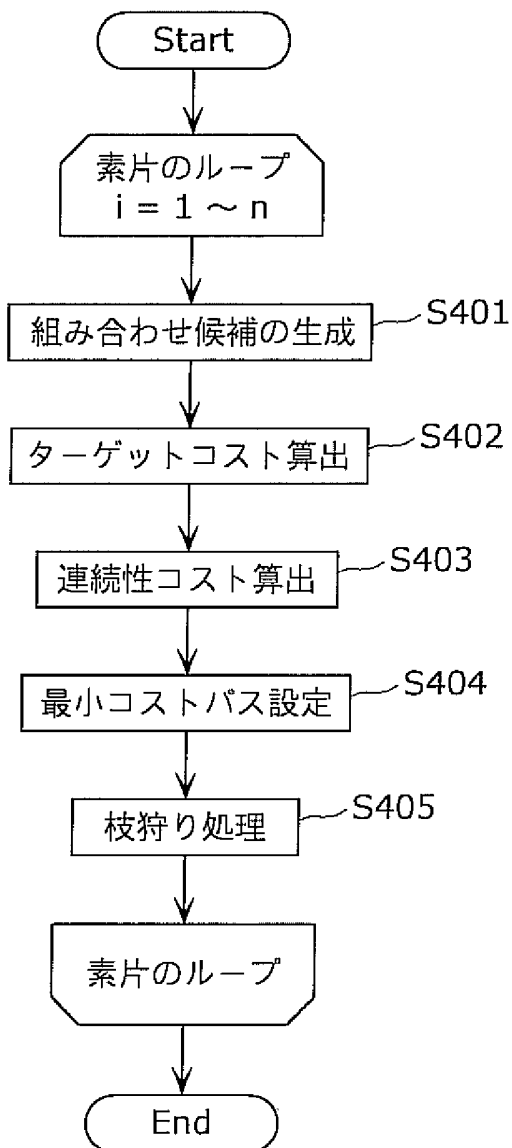 Start
素片のループ
i = 1 ～ n
組み合わせ候補の生成
S401
ターゲットコスト算出
S402
連続性コスト算出
S403
最小コストパス設定
S404
枝狩り処理
S405
素片のループ
End